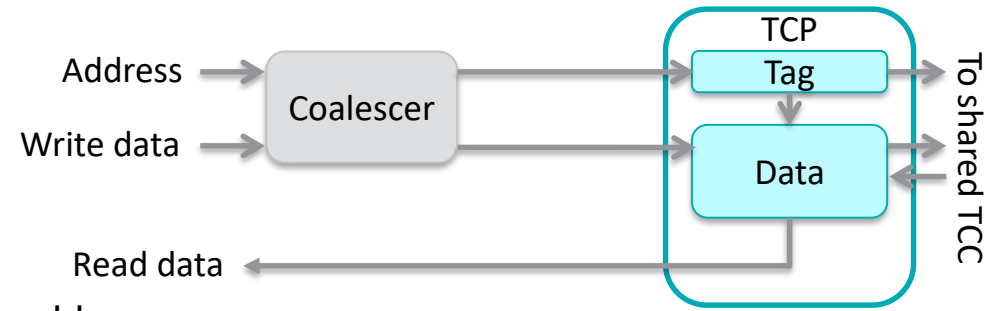 TCP
Address
Tag
Coalescer
Write data
Data
To shared TCC
Read data